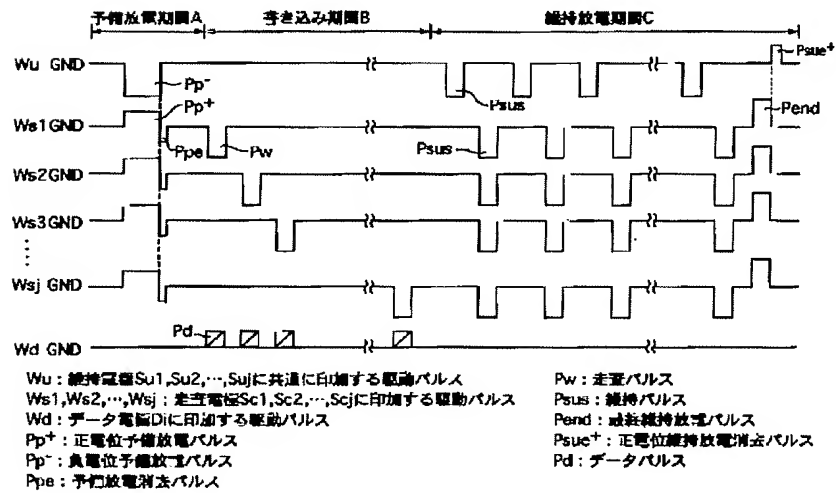 予備放電期間A 書き込み期間B 維持放電期間C
Wu GND
Pp-
Psus
Psue+
Pp+
Ws1GND
Ppe
Pw
Psus
Pend
Ws2GND
Ws3GND
Wsj GND
Pd
Wd GND
Wu：維持電極Su1,Su2,…,Sujに共通に印加する駆動パルス
Ws1,Ws2,…,Wsj：走査電極Sc1,Sc2,…,Scjに印加する駆動パルス
Wd：データ電極Diに印加する駆動パルス
Pp+：正電位予備放電パルス
Pp-：負電位予備放電パルス
Ppe：予備放電消去パルス
Pw：走査パルス
Psus：維持パルス
Pend：最終維持放電パルス
Psue+：正電位維持放電消去パルス
Pd：データパルス